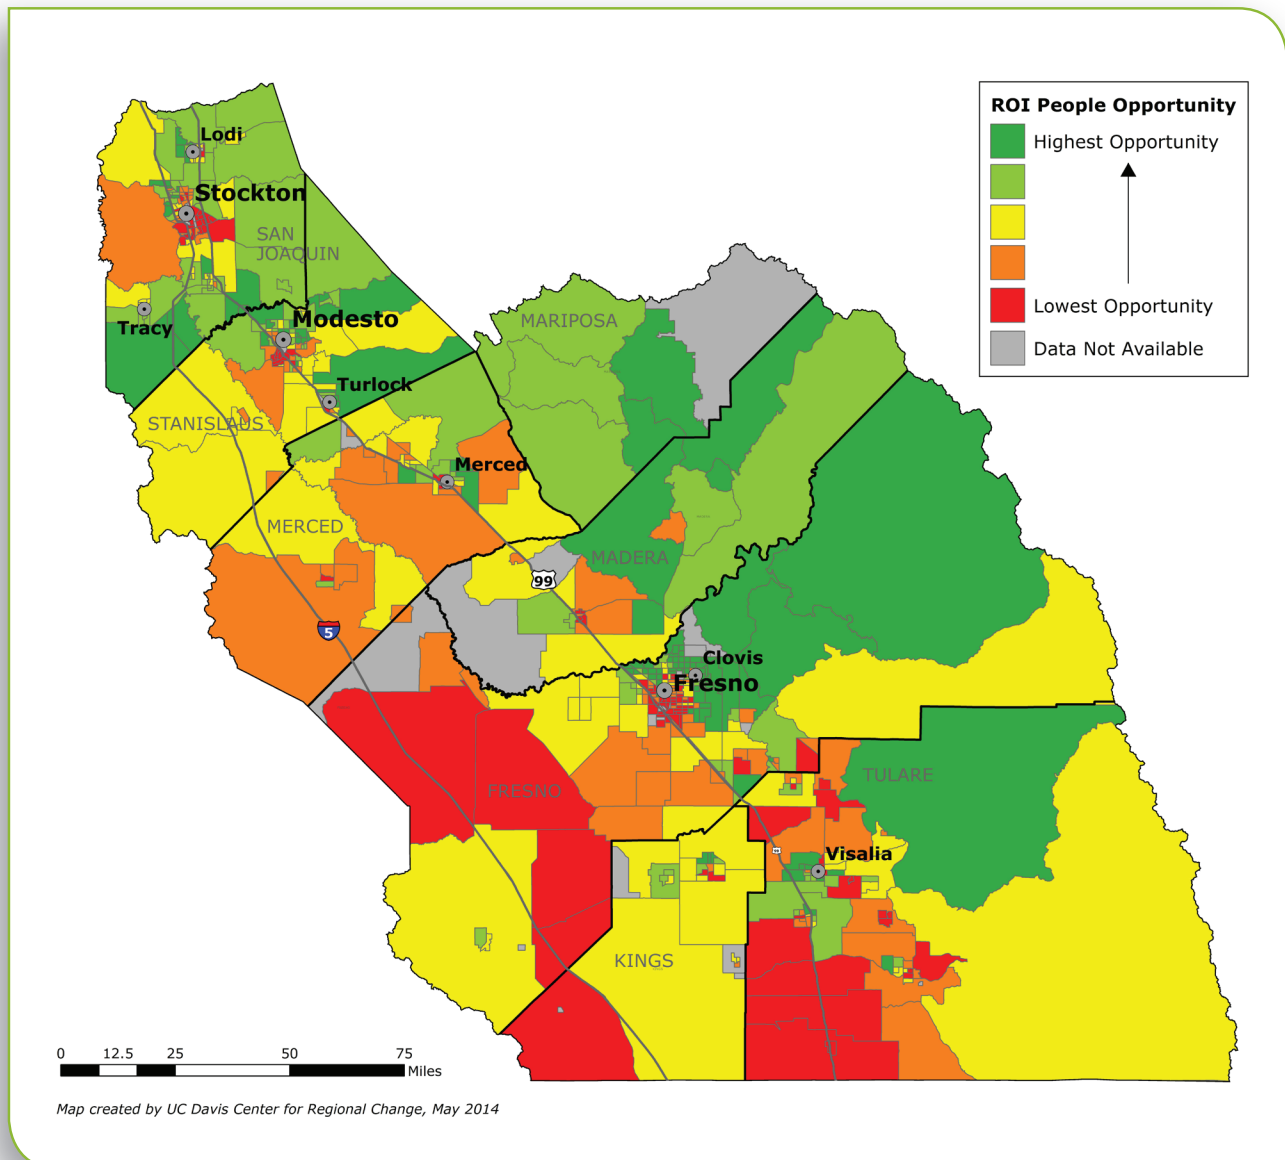 ROI People Opportunity
Highest Opportunity
Lowest Opportunity
Data Not Available
Lodi
Stockton
SAN
JOAQUIN
Tracy
Modesto
MARIPOSA
Turlock
STANISLAUS
Merced
MERCED
MADERA
99
5
Clovis
Fresno
TULARE
FRESNO
Visalia
KINGS
0 12.5 25 50 75
Miles
Map created by UC Davis Center for Regional Change, May 2014